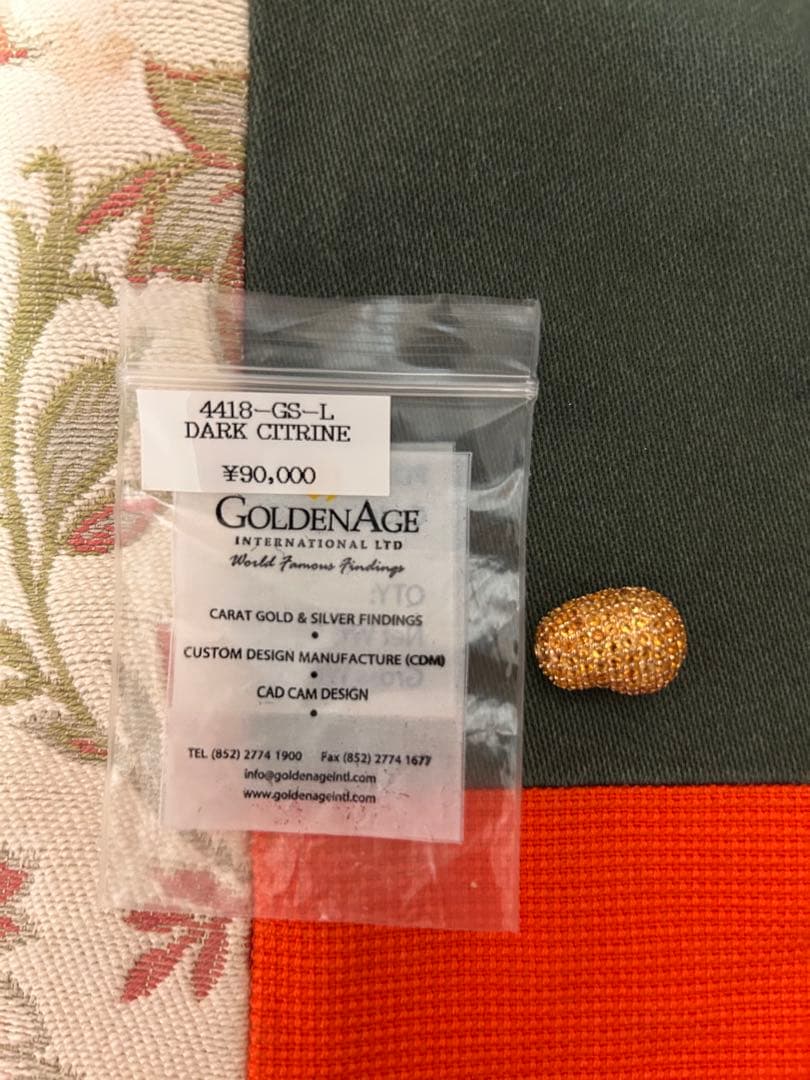 4418-GS-L
DARK CITRINE
¥90,000
GOLDENAGE
INTERNATIONAL LTD
World Famous Findings
QTY:
CARAT GOLD & SILVER FINDINGS
•
CUSTOM DESIGN MANUFACTURE (CDM)
•
CAD CAM DESIGN
•
TEL (852) 2774 1900 Fax (852) 2774 1677
info@goldenageintl.com
www.goldenageintl.com